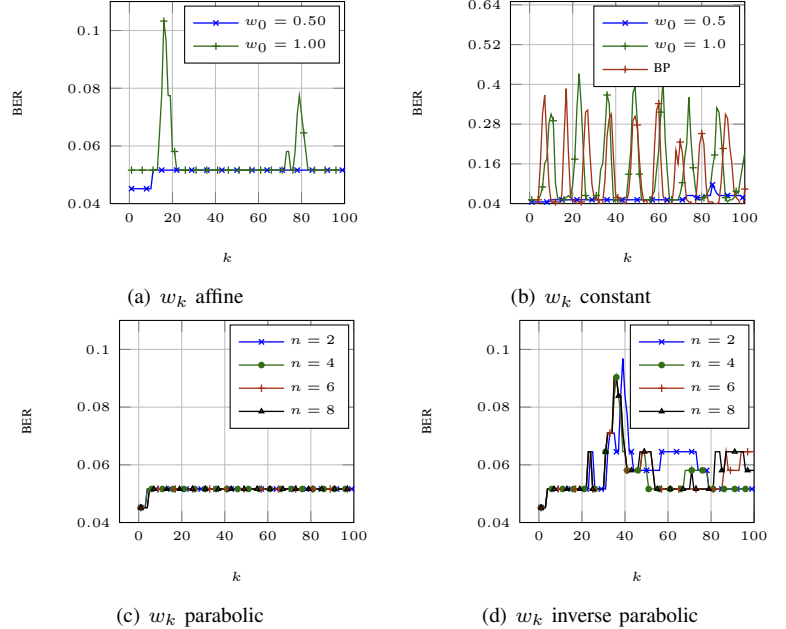 0.1
0.08
0.06
0.04
BER
0 20 40 60 80 100
k
w0 = 0.50
w0 = 1.00
(a) wk affine
0.64
0.52
0.4
0.28
0.16
0.04
BER
0 20 40 60 80 100
k
w0 = 0.5
w0 = 1.0
BP
(b) wk constant
0.1
0.08
0.06
0.04
BER
0 20 40 60 80 100
k
n = 2
n = 4
n = 6
n = 8
(c) wk parabolic
0.1
0.08
0.06
0.04
BER
0 20 40 60 80 100
k
n = 2
n = 4
n = 6
n = 8
(d) wk inverse parabolic